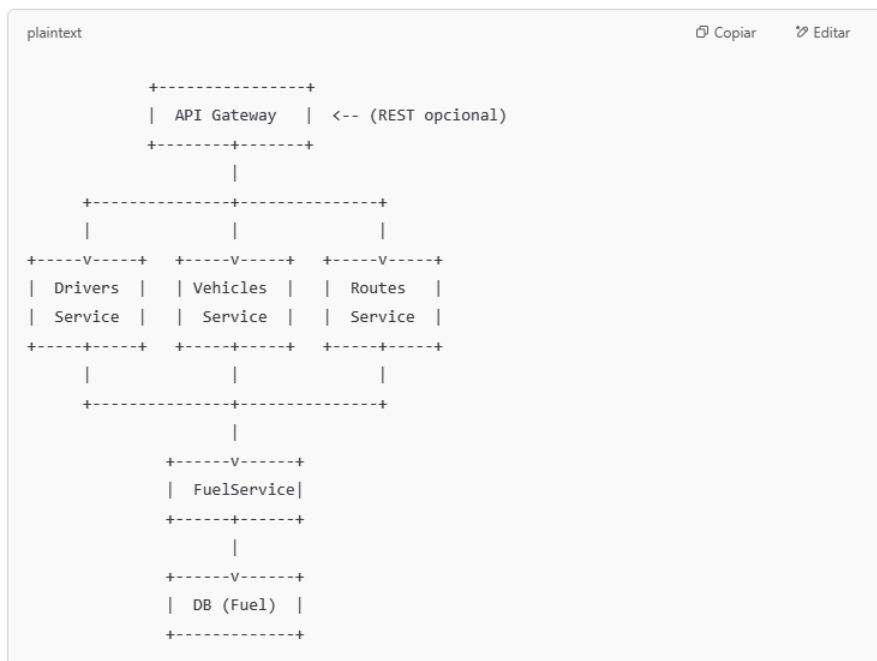 plaintext Copiar Editar
+----------------+
|  API Gateway   |  <-- (REST opcional)
+--------+-------+
|
+---------------+---------------+
|               |               |
+-----v-----+   +-----v-----+   +-----v-----+
|  Drivers  |   | Vehicles  |   |  Routes   |
|  Service  |   |  Service  |   |  Service  |
+-----+-----+   +-----+-----+   +-----+-----+
|               |               |
+---------------+---------------+
|
+------v------+
|  FuelService|
+------+------+
|
+------v------+
|  DB (Fuel)  |
+-------------+